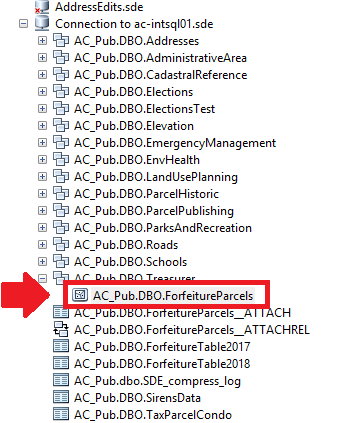 AddressEdits.sde
Connection to ac-intsql01.sde
AC_Pub.DBO.Addresses
AC_Pub.DBO.AdministrativeArea
AC_Pub.DBO.CadastralReference
AC_Pub.DBO.Elections
AC_Pub.DBO.ElectionsTest
AC_Pub.DBO.Elevation
AC_Pub.DBO.EmergencyManagement
AC_Pub.DBO.EnvHealth
AC_Pub.DBO.LandUsePlanning
AC_Pub.DBO.ParcelHistoric
AC_Pub.DBO.ParcelPublishing
AC_Pub.DBO.ParksAndRecreation
AC_Pub.DBO.Roads
AC_Pub.DBO.Schools
AC_Pub.DBO.Treasurer
AC_Pub.DBO.ForfeitureParcels
AC_Pub.DBO.ForfeitureParcels__ATTACH
AC_Pub.DBO.ForfeitureParcels__ATTACHREL
AC_Pub.DBO.ForfeitureTable2017
AC_Pub.DBO.ForfeitureTable2018
AC_Pub.dbo.SDE_compress_log
AC_Pub.DBO.SirensData
AC_Pub.DBO.TaxParcelCondo